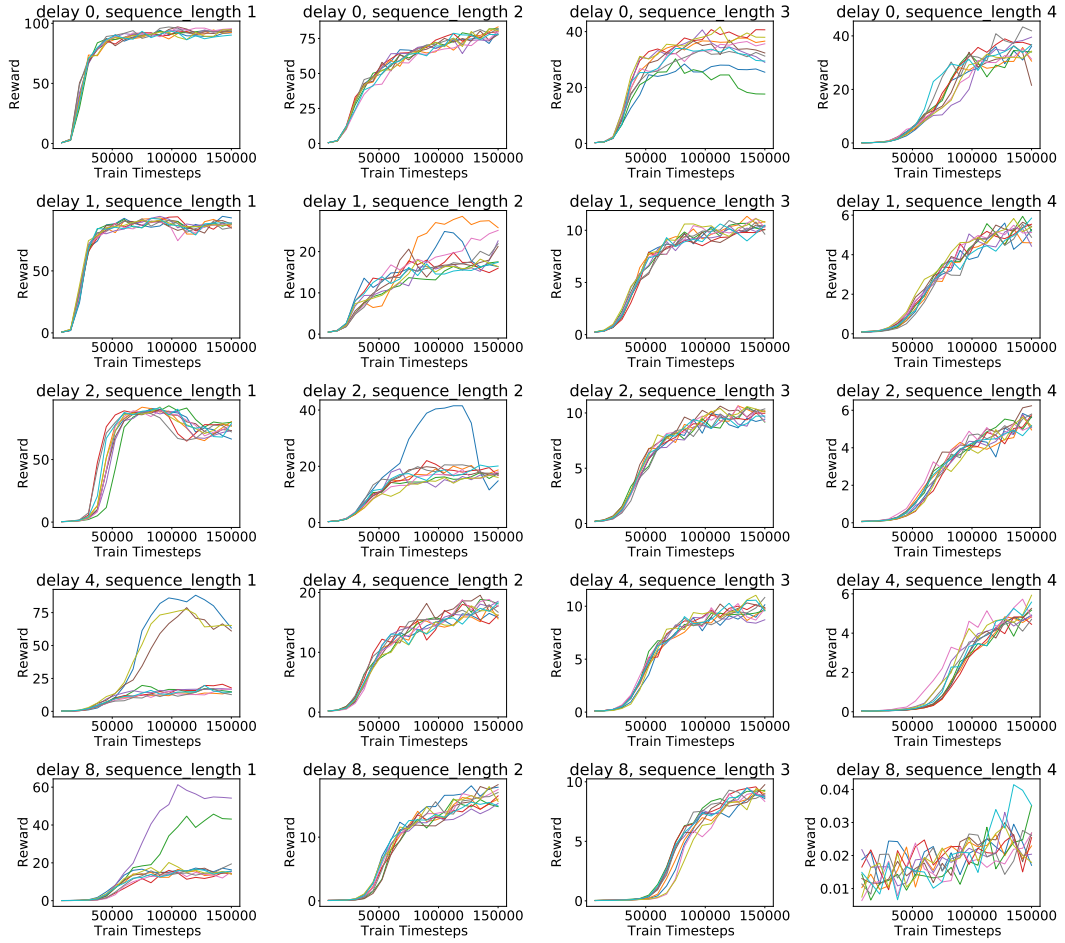 delay 0, sequence_length 1
delay 0, sequence_length 2
delay 0, sequence_length 3
delay 0, sequence_length 4
100
50
0
Reward
50000 100000 150000
Train Timesteps
75
50
25
0
Reward
50000 100000 150000
Train Timesteps
40
20
0
Reward
50000 100000 150000
Train Timesteps
40
20
0
Reward
50000 100000 150000
Train Timesteps
delay 1, sequence_length 1
delay 1, sequence_length 2
delay 1, sequence_length 3
delay 1, sequence_length 4
50
0
Reward
50000 100000 150000
Train Timesteps
20
10
0
Reward
50000 100000 150000
Train Timesteps
10
5
0
Reward
50000 100000 150000
Train Timesteps
6
4
2
0
Reward
50000 100000 150000
Train Timesteps
delay 2, sequence_length 1
delay 2, sequence_length 2
delay 2, sequence_length 3
delay 2, sequence_length 4
50
0
Reward
50000 100000 150000
Train Timesteps
40
20
0
Reward
50000 100000 150000
Train Timesteps
10
5
0
Reward
50000 100000 150000
Train Timesteps
6
4
2
0
Reward
50000 100000 150000
Train Timesteps
delay 4, sequence_length 1
delay 4, sequence_length 2
delay 4, sequence_length 3
delay 4, sequence_length 4
75
50
25
0
Reward
50000 100000 150000
Train Timesteps
20
10
0
Reward
50000 100000 150000
Train Timesteps
10
5
0
Reward
50000 100000 150000
Train Timesteps
6
4
2
0
Reward
50000 100000 150000
Train Timesteps
delay 8, sequence_length 1
delay 8, sequence_length 2
delay 8, sequence_length 3
delay 8, sequence_length 4
60
40
20
0
Reward
50000 100000 150000
Train Timesteps
10
0
Reward
50000 100000 150000
Train Timesteps
10
5
0
Reward
50000 100000 150000
Train Timesteps
0.04
0.03
0.02
0.01
Reward
50000 100000 150000
Train Timesteps